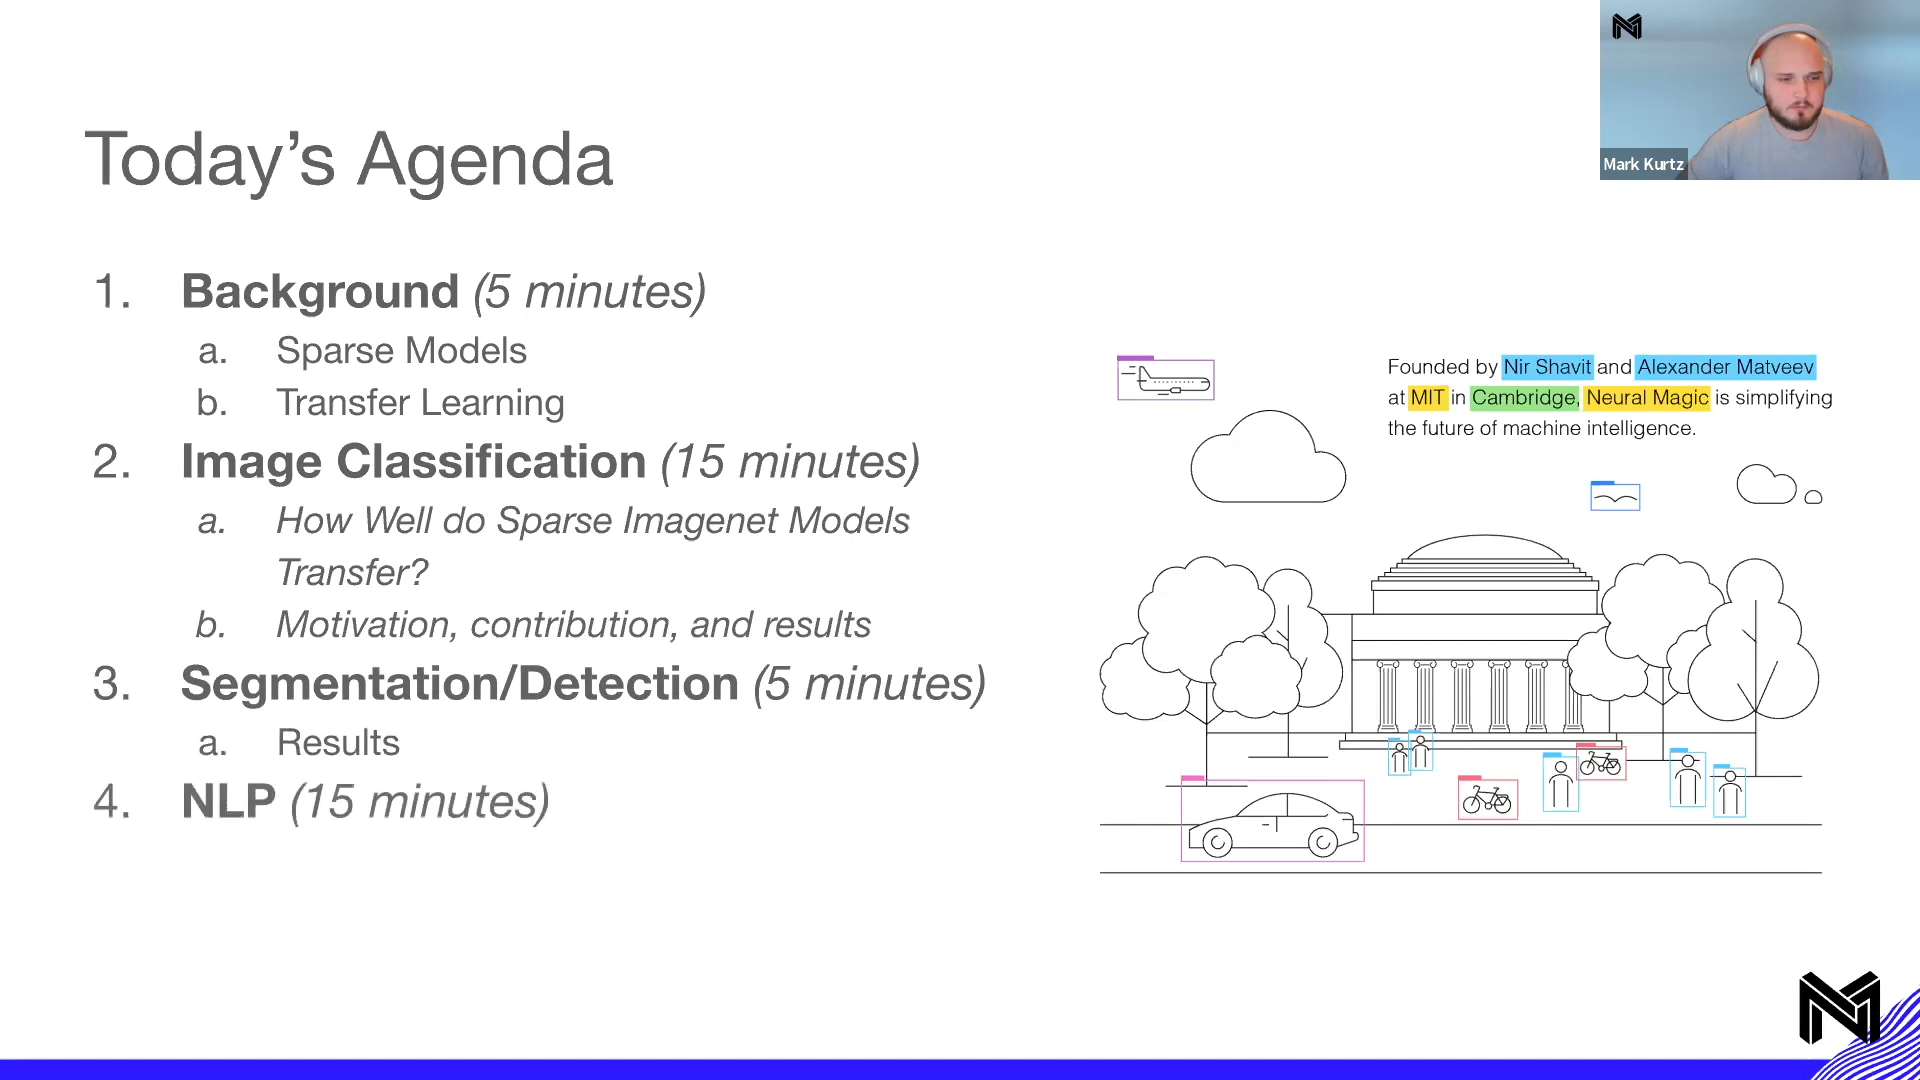 Today’s Agenda
1. Background (5 minutes)
a. Sparse Models
b. Transfer Learning
2. Image Classification (15 minutes)
a. How Well do Sparse Imagenet Models
Transfer?
b. Motivation, contribution, and results
3. Segmentation/Detection (5 minutes)
a. Results
4. NLP (15 minutes)
Founded by Nir Shavit and Alexander Matveev
at MIT in Cambridge, Neural Magic is simplifying
the future of machine intelligence.
Mark Kurtz